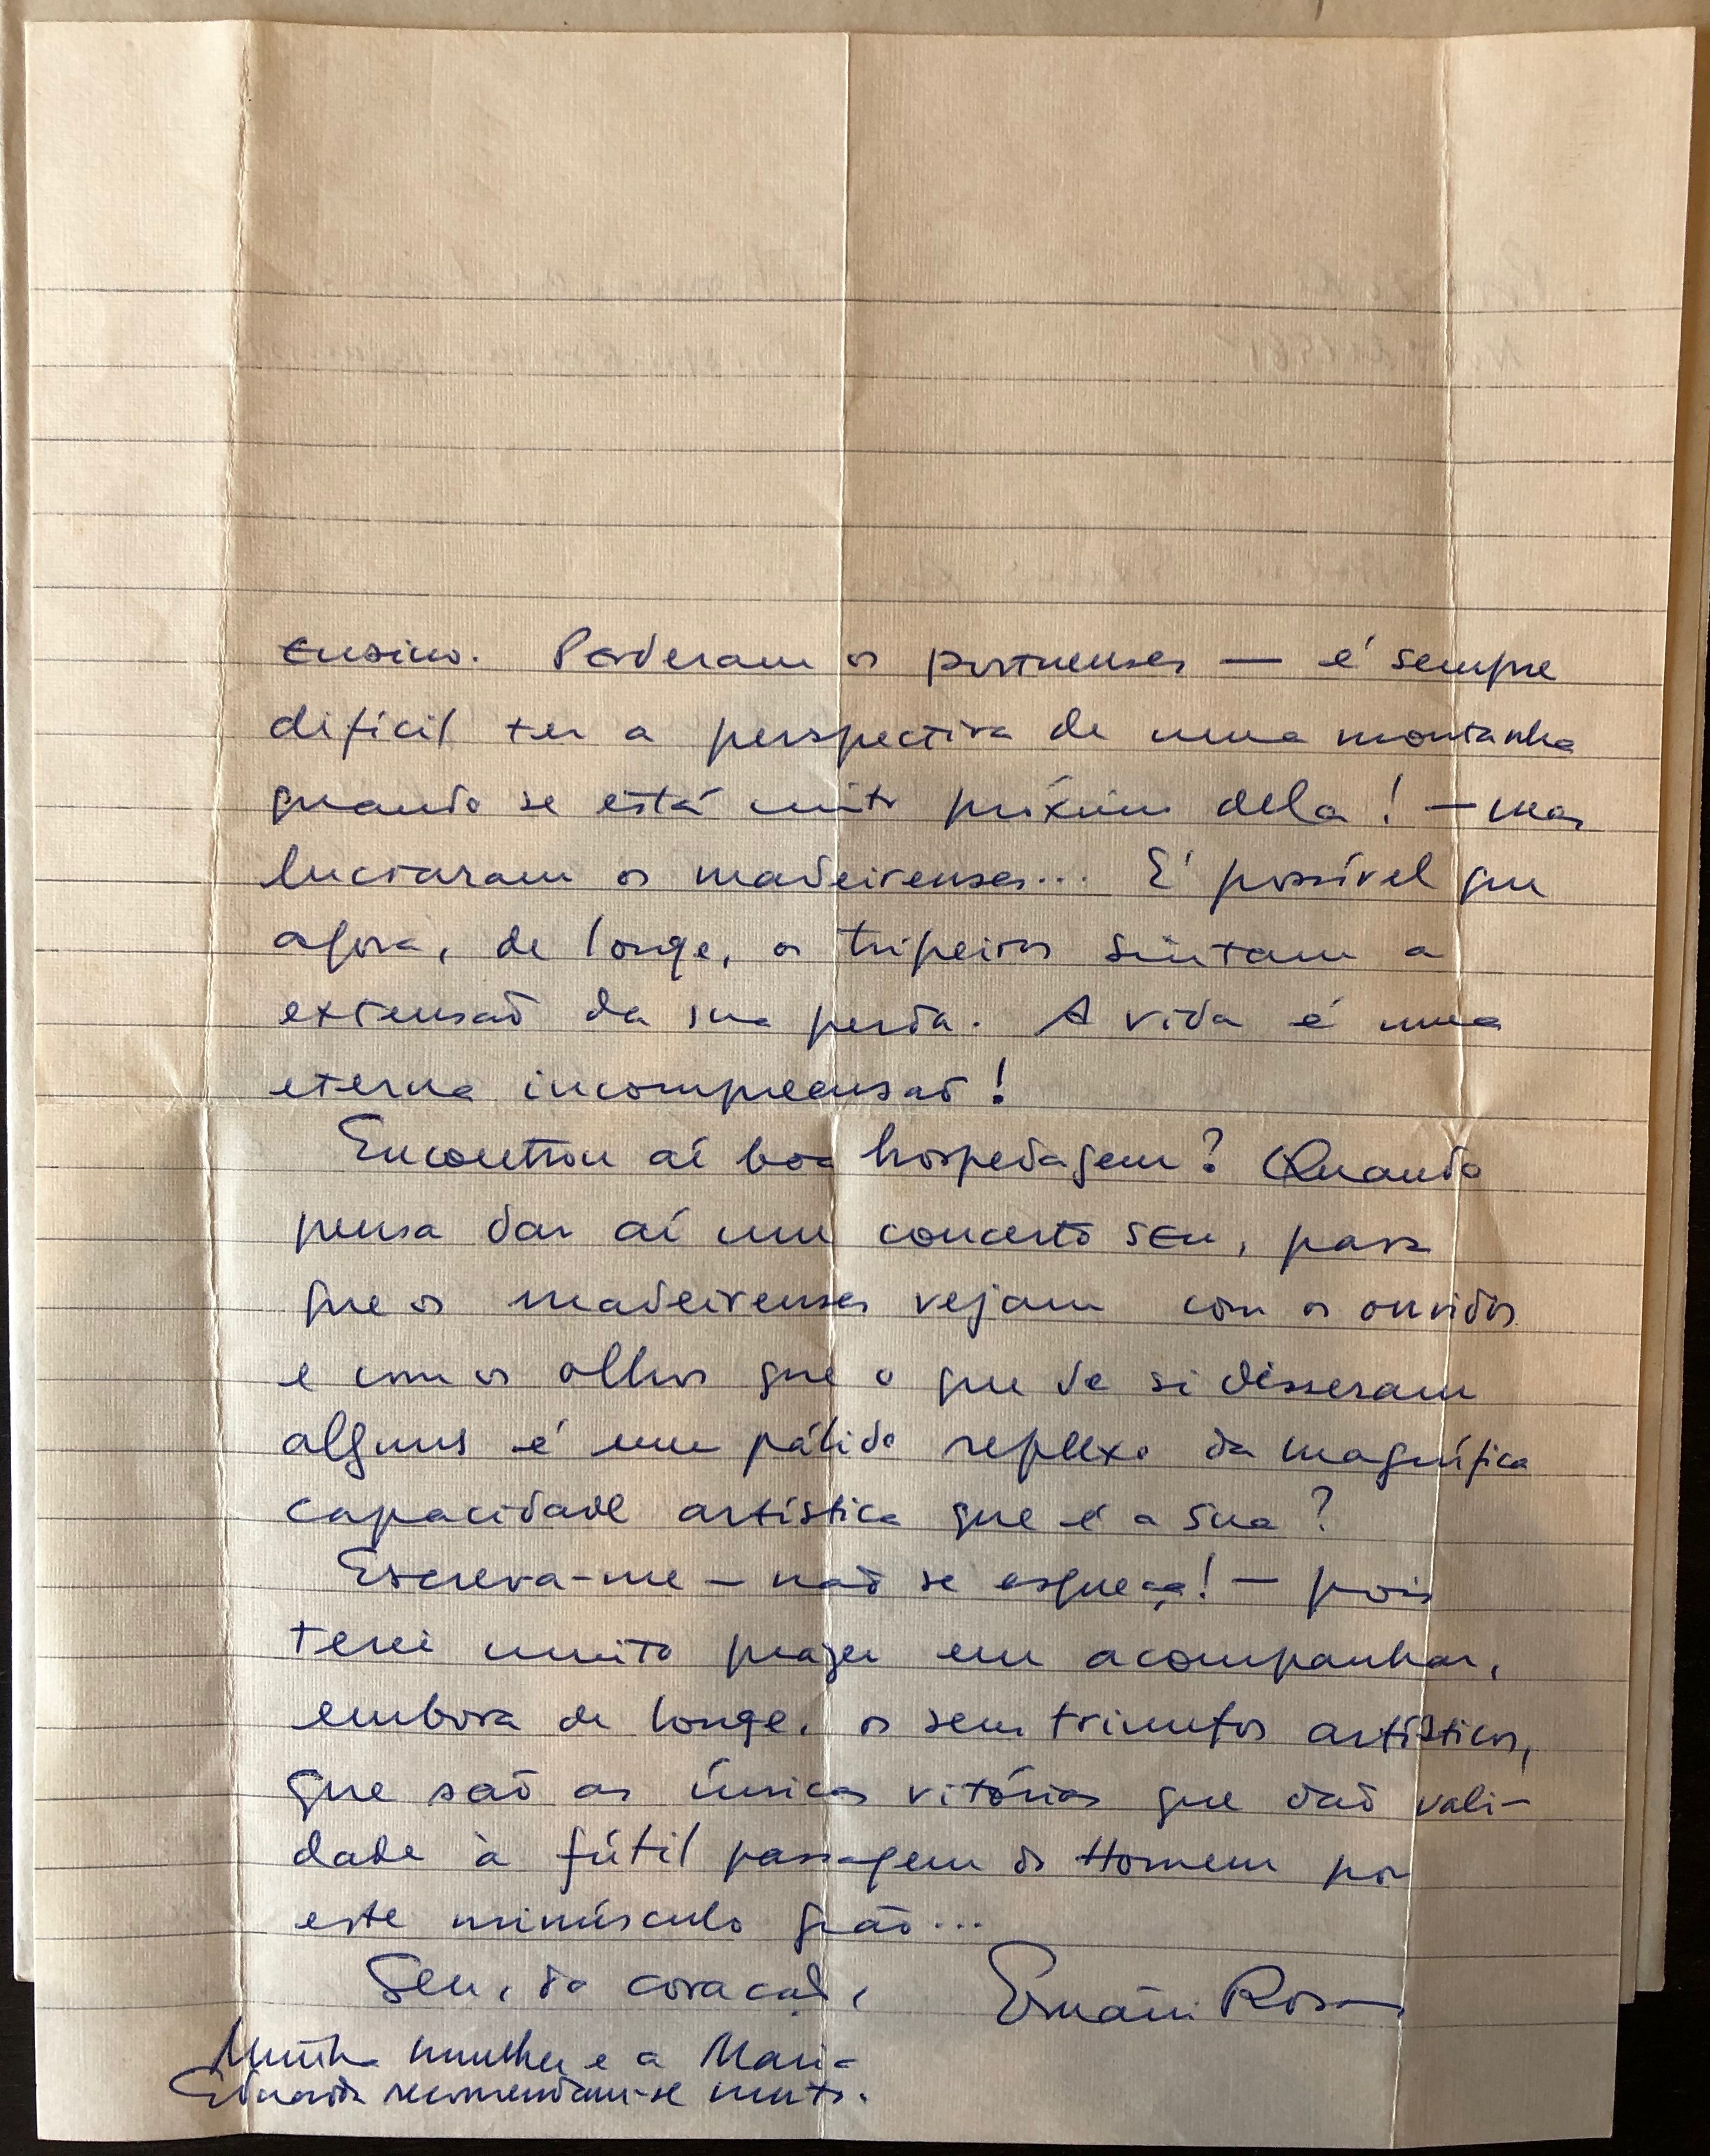 ensino. Perderam os portuenses — é sempre
difícil ter a perspectiva de uma montanha
quando se está muito próximo dela! — mas
lucraram os madeirenses... É possível que
agora, de longe, os tripeiros sintam a
extensão da sua perda. A vida é uma
eterna incompreensão!
Encontrou aí boa hospedagem? Quando
pensa dar aí um concerto seu, para
que os madeirenses vejam com os ouvidos
e com os olhos que o que de si disseram
alguns é um pálido reflexo da magnífica
capacidade artística que é a sua?
Escreva-me — não se esqueça! — pois
terei muito prazer em acompanhar,
embora de longe, os seus triunfos artísticos,
que são as únicas vitórias que dão vali-
dade à fútil passagem do Homem por
este minúsculo grão...
Seu, do coração,
Ernâni Rosas
Minha mulher e a Maria
Eduarda recomendam-se muito.